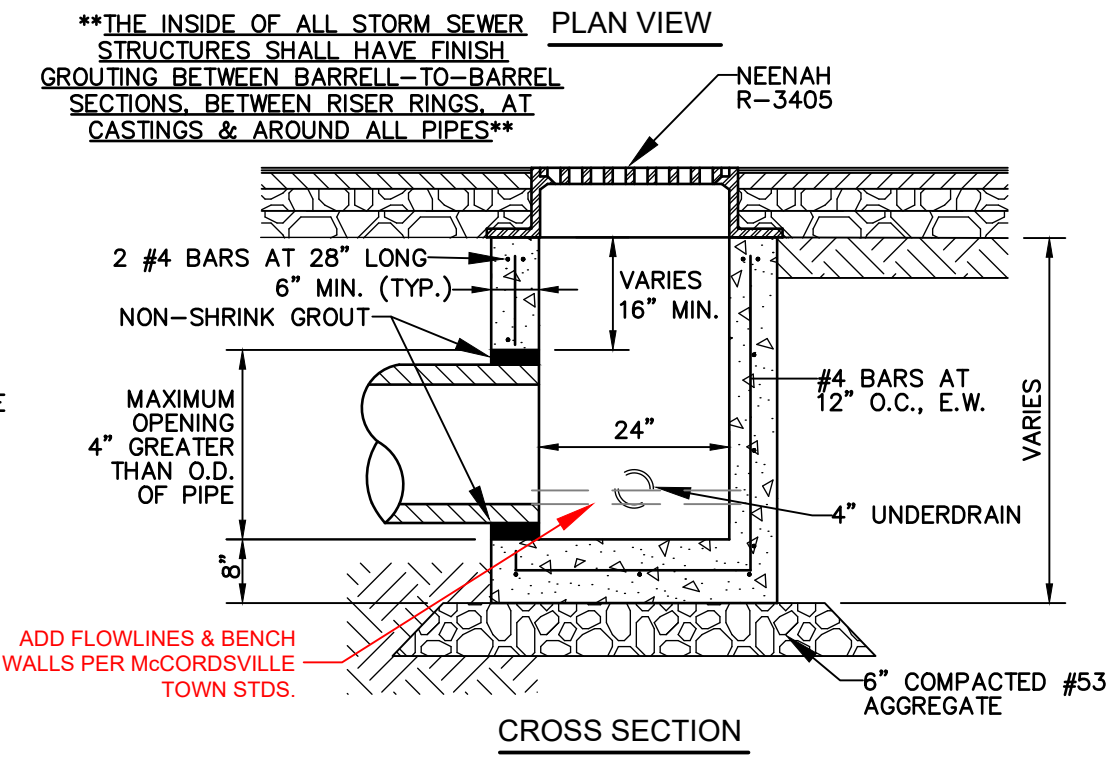 **THE INSIDE OF ALL STORM SEWER
STRUCTURES SHALL HAVE FINISH
GROUTING BETWEEN BARRELL-TO-BARREL
SECTIONS, BETWEEN RISER RINGS, AT
CASTINGS & AROUND ALL PIPES**
PLAN VIEW
NEENAH
R-3405
2 #4 BARS AT 28" LONG
6" MIN. (TYP.)
NON-SHRINK GROUT
VARIES
16" MIN.
MAXIMUM
OPENING
4" GREATER
THAN O.D.
OF PIPE
E
24"
#4 BARS AT
12" O.C., E.W.
VARIES
4" UNDERDRAIN
8"
ADD FLOWLINES & BENCH
WALLS PER McCORDSVILLE
TOWN STDS.
6" COMPACTED #53
AGGREGATE
CROSS SECTION